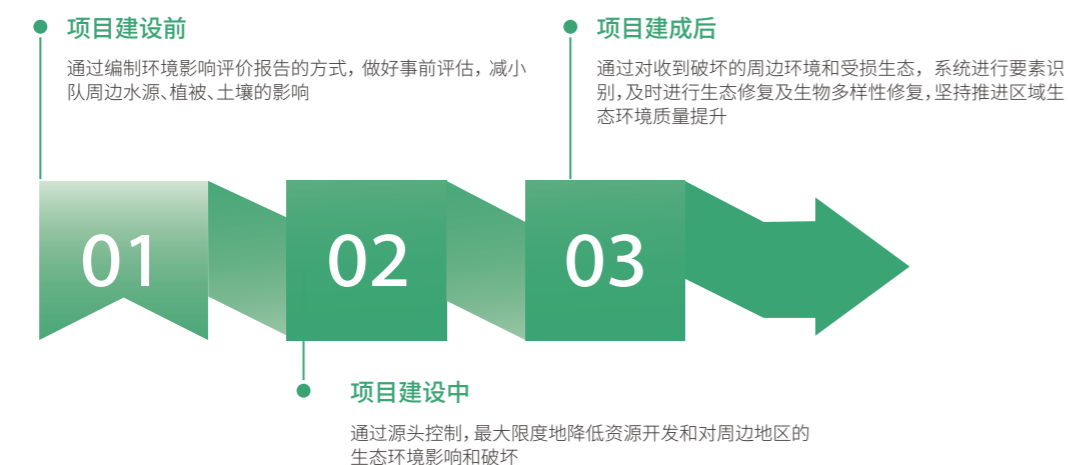 项目建设前
通过编制环境影响评价报告的方式，做好事前评估，减小
队周边水源、植被、土壤的影响
项目建成后
通过对收到破坏的周边环境和受损生态，系统进行要素识
别，及时进行生态修复及生物多样性修复，坚持推进区域生
态环境质量提升
01
02
03
项目建设中
通过源头控制，最大限度地降低资源开发和对周边地区的
生态环境影响和破坏